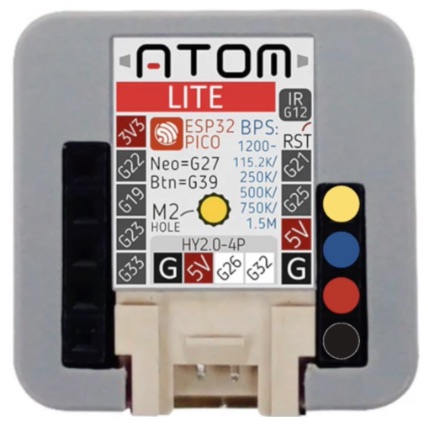 ATOM
LITE
IR
G12
3V3
ESP32
PICO
BPS:
1200-
115.2K/
250K/
500K/
750K/
1.5M
RST
G22
Neo=G27
Btn=G39
G21
G19
G25
M2-
HOLE
G23
5V
HY2.0-4P
G33
G 5V G26 G32 G